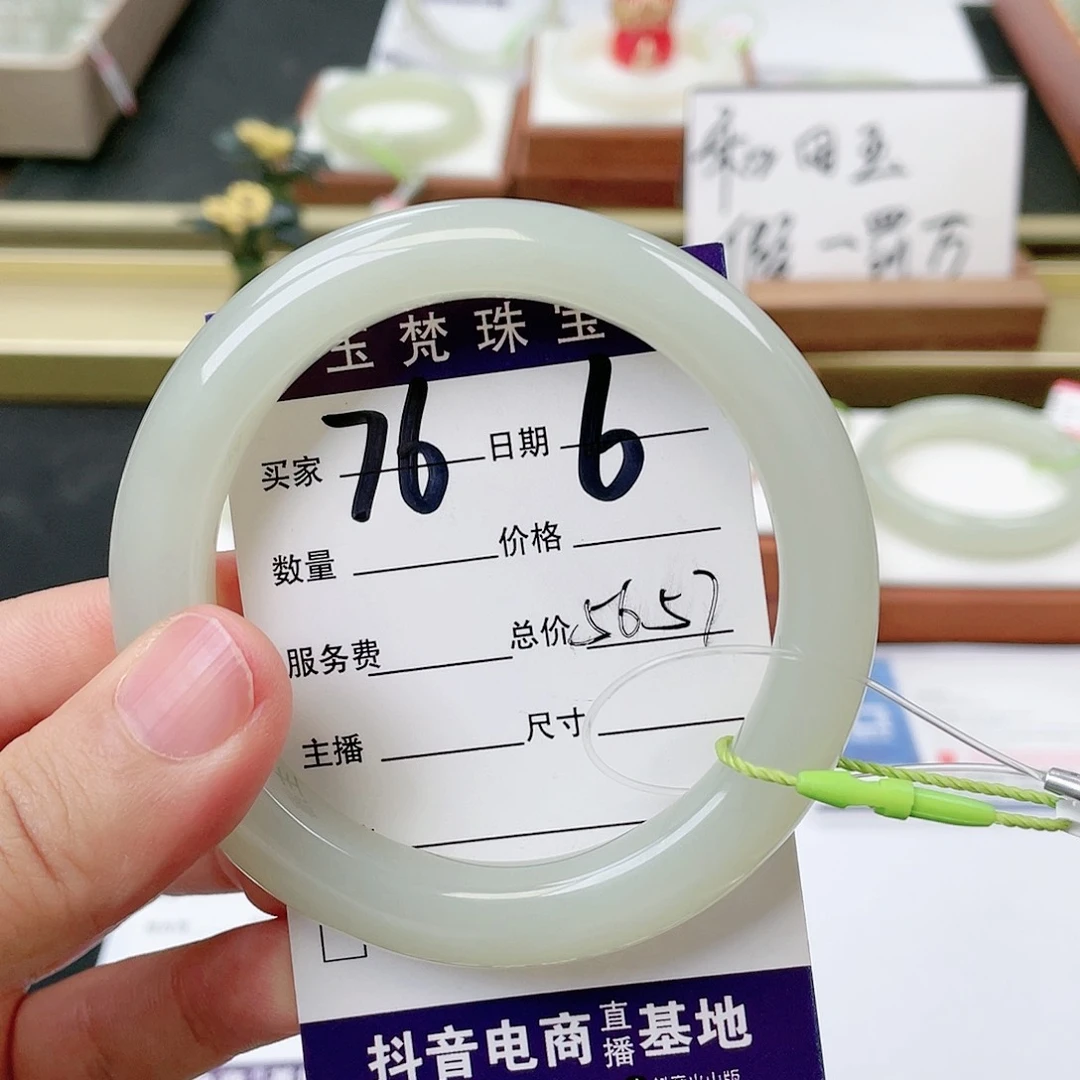 和田玉
假一罚万
玉梵珠宝
买家 76 日期 6
数量 价格
服务费 总价 5657
主播 尺寸
抖音电商直播基地